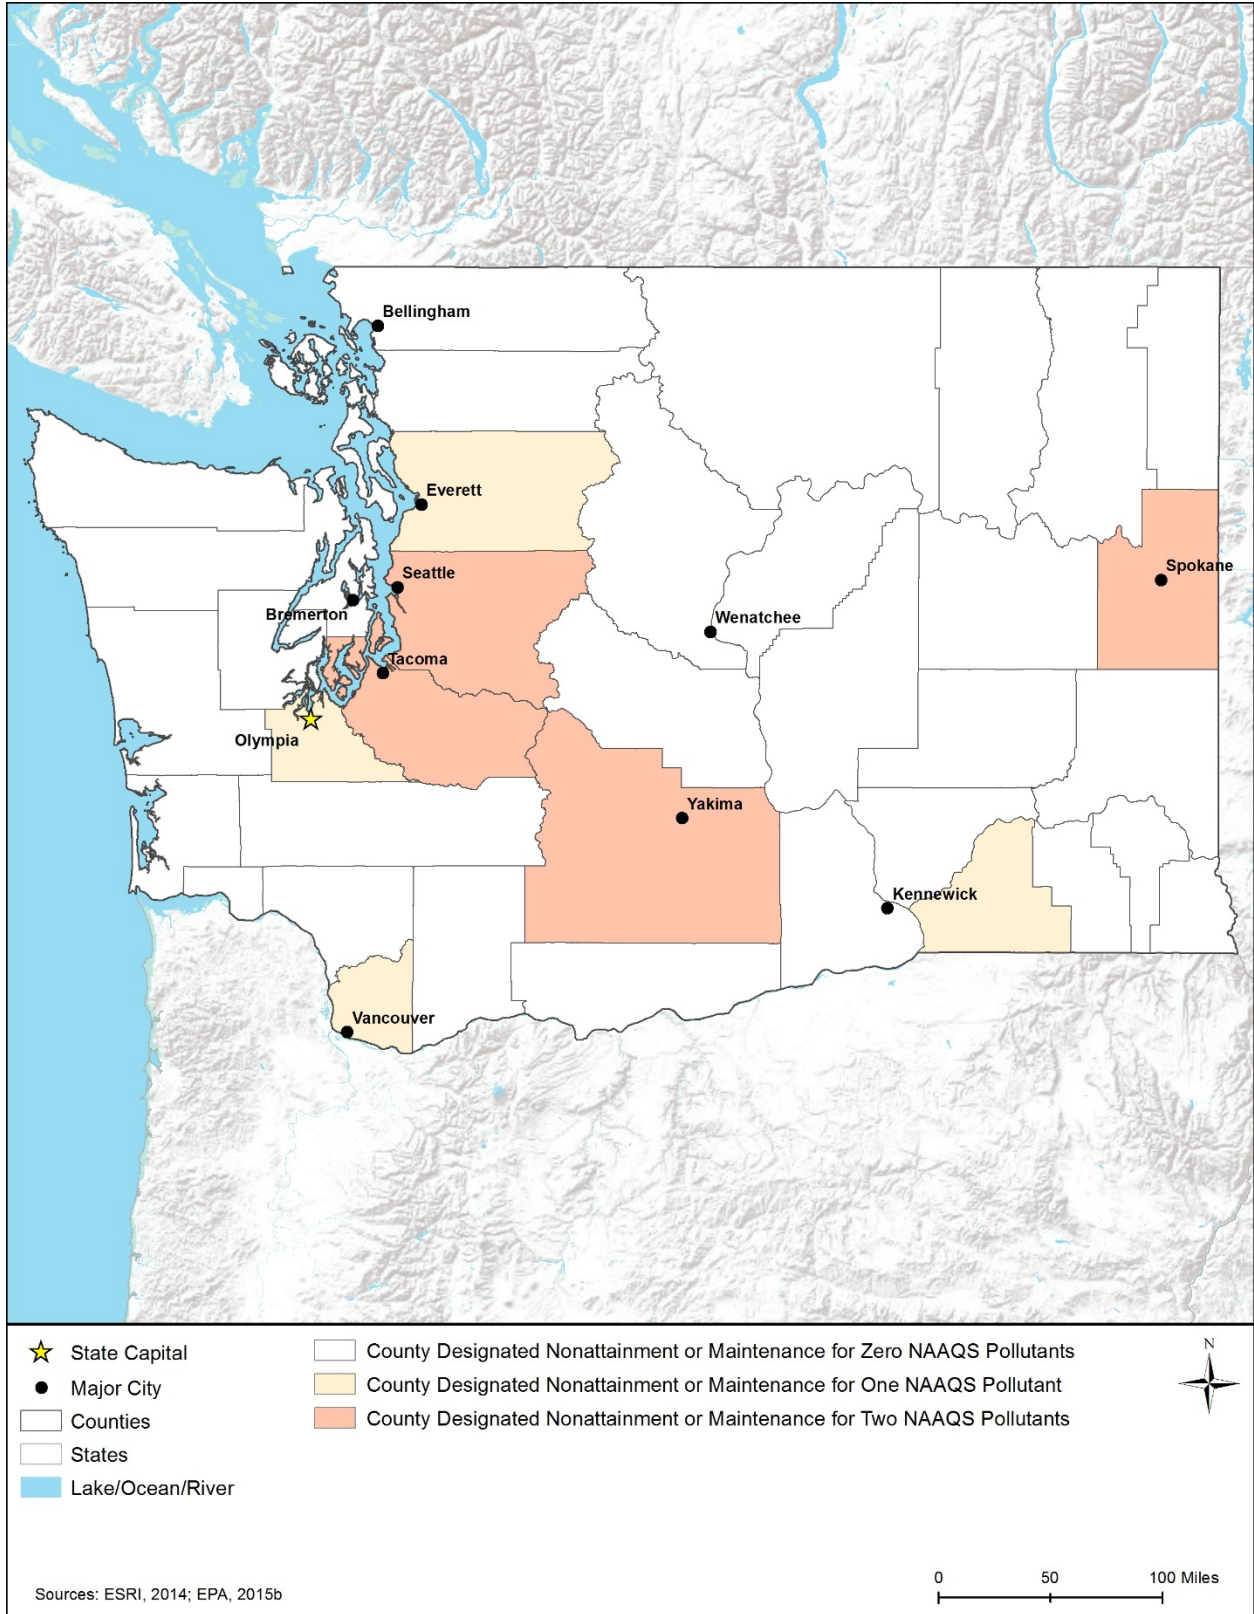 Bellingham
Everett
Seattle
Spokane
Bremerton
Wenatchee
Tacoma
Olympia
Yakima
Kennewick
Vancouver
State Capital
Major City
Counties
States
Lake/Ocean/River
County Designated Nonattainment or Maintenance for Zero NAAQS Pollutants
County Designated Nonattainment or Maintenance for One NAAQS Pollutant
County Designated Nonattainment or Maintenance for Two NAAQS Pollutants
N
Sources: ESRI, 2014; EPA, 2015b
0 50 100 Miles